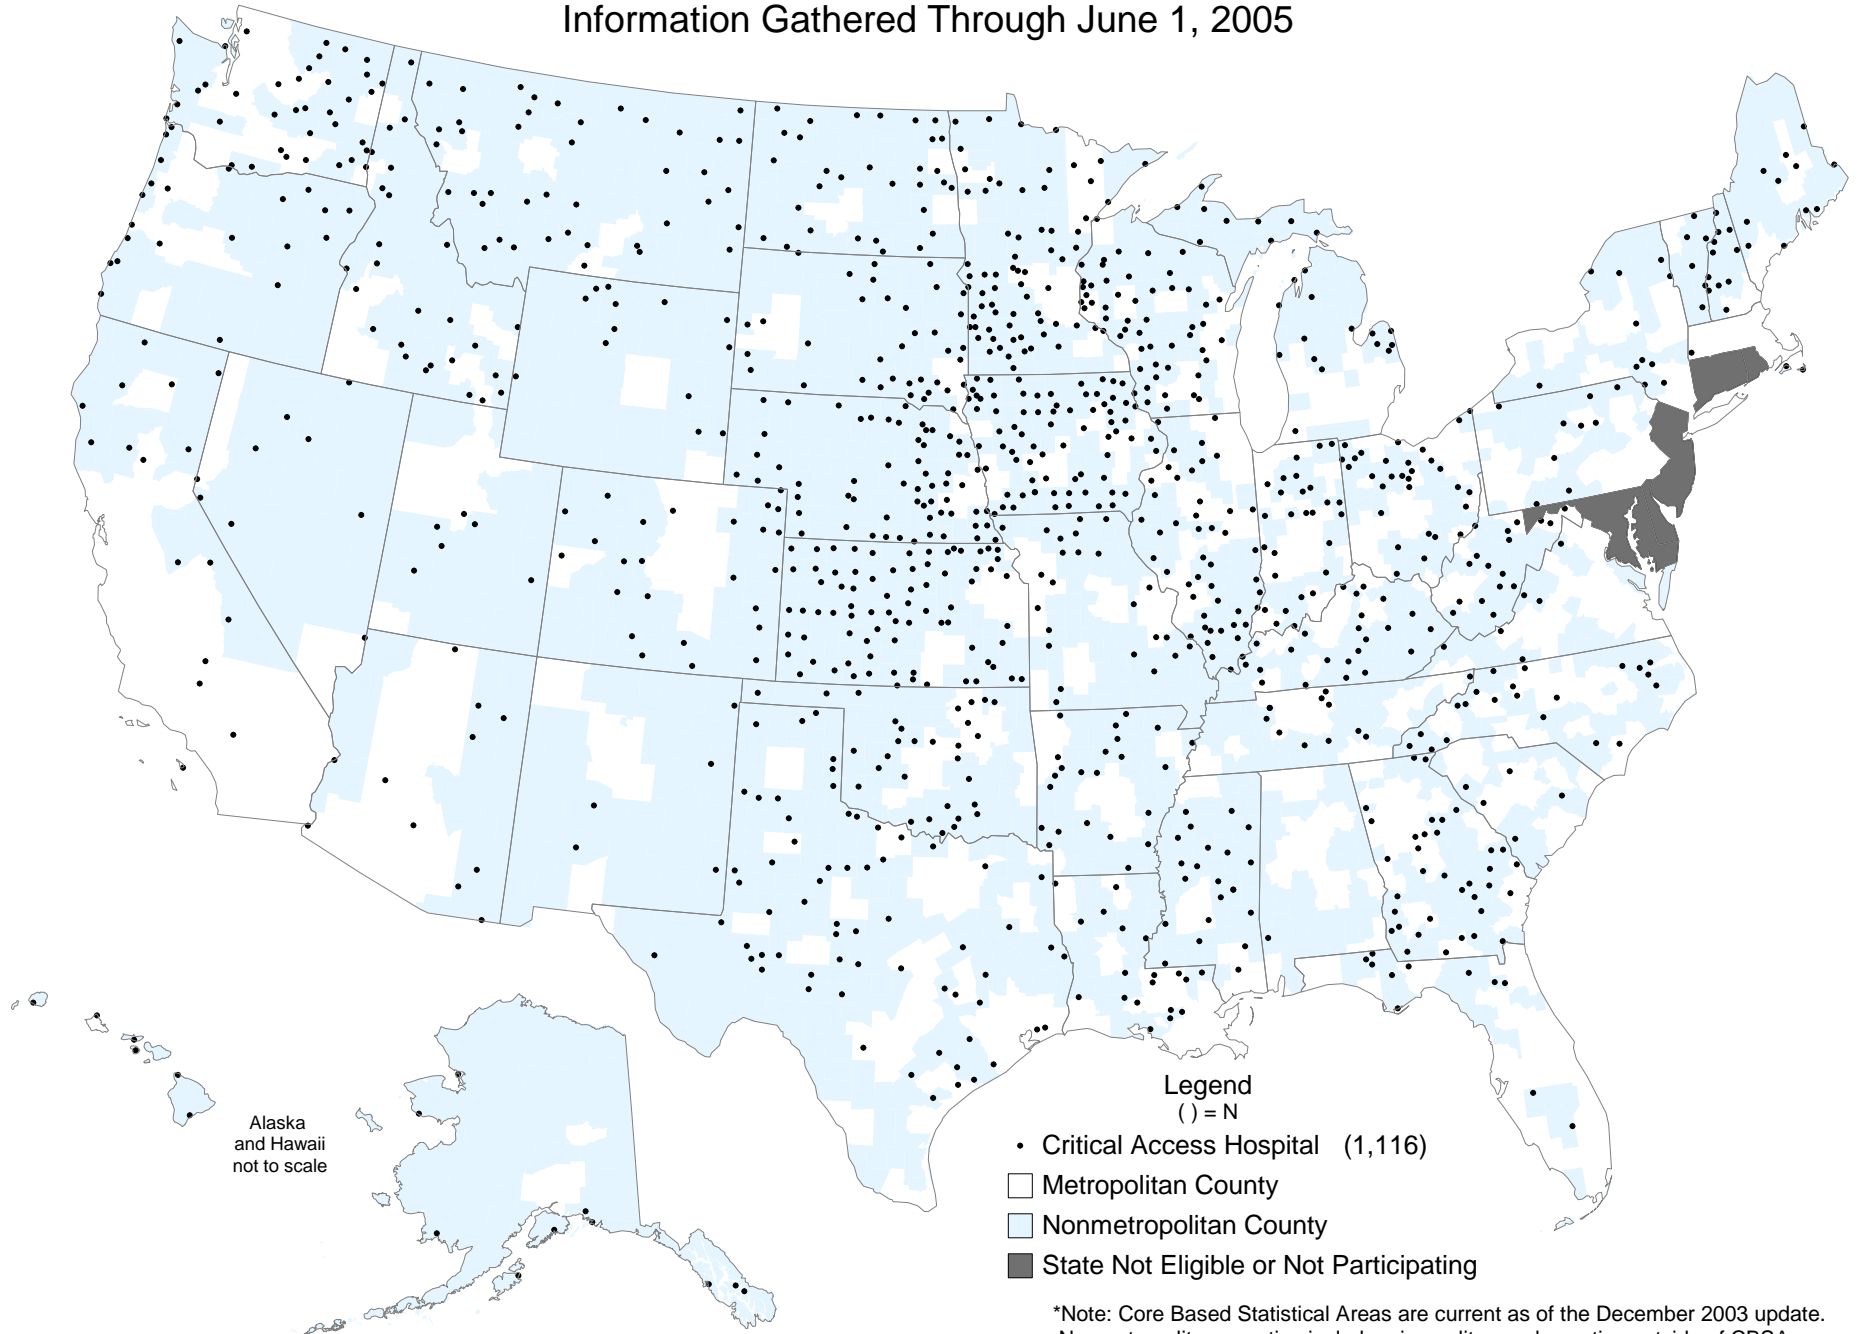 Information Gathered Through June 1, 2005
Alaska
and Hawaii
not to scale
Legend
( ) = N
Critical Access Hospital (1,116)
Metropolitan County
Nonmetropolitan County
State Not Eligible or Not Participating
*Note: Core Based Statistical Areas are current as of the December 2003 update.